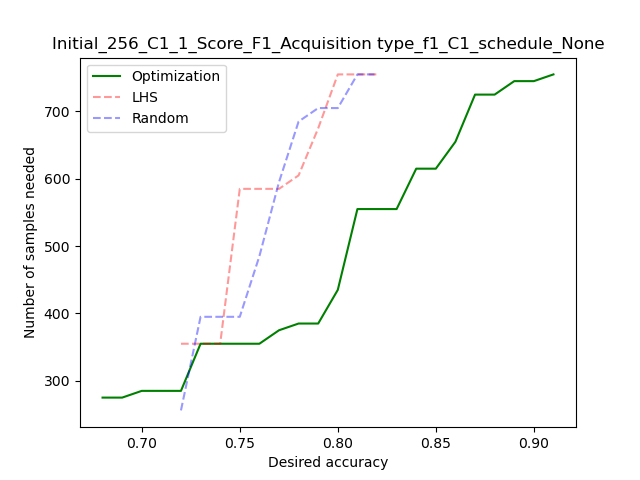 Initial_256_C1_1_Score_F1_Acquisition type_f1_C1_schedule_None
Optimization
LHS
Random
Number of samples needed
700
600
500
400
300
0.70 0.75 0.80 0.85 0.90
Desired accuracy